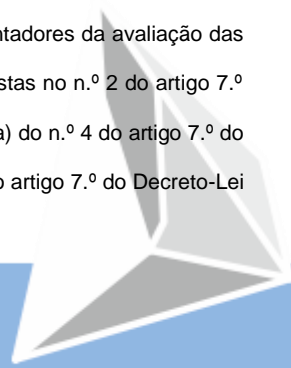 ntadores da avaliação das
stas no n.º 2 do artigo 7.º
a) do n.º 4 do artigo 7.º do
o artigo 7.º do Decreto-Lei